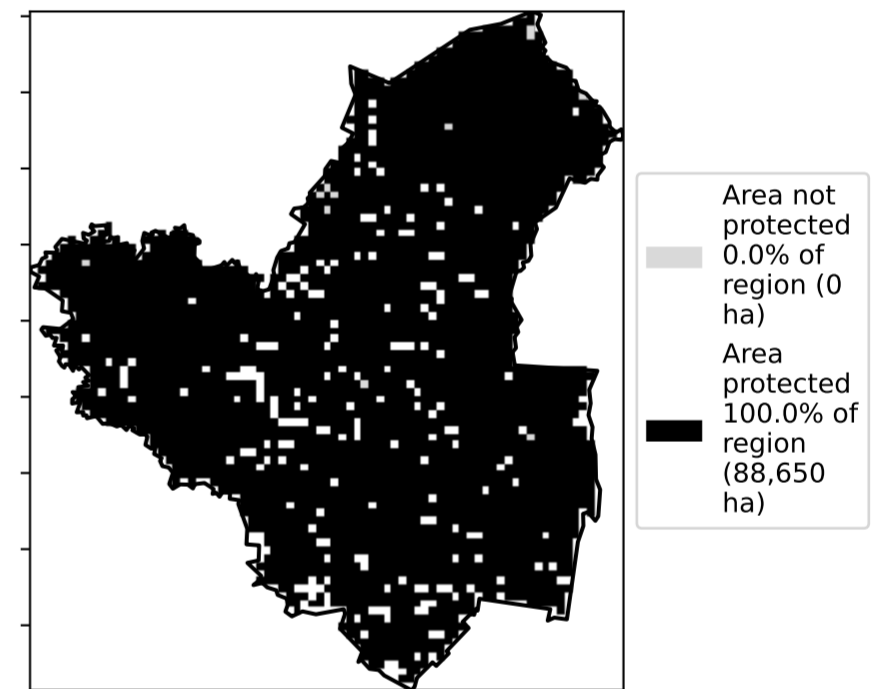 Area not
protected
0.0% of
region (0
ha)
Area
protected
100.0% of
region
(88,650
ha)